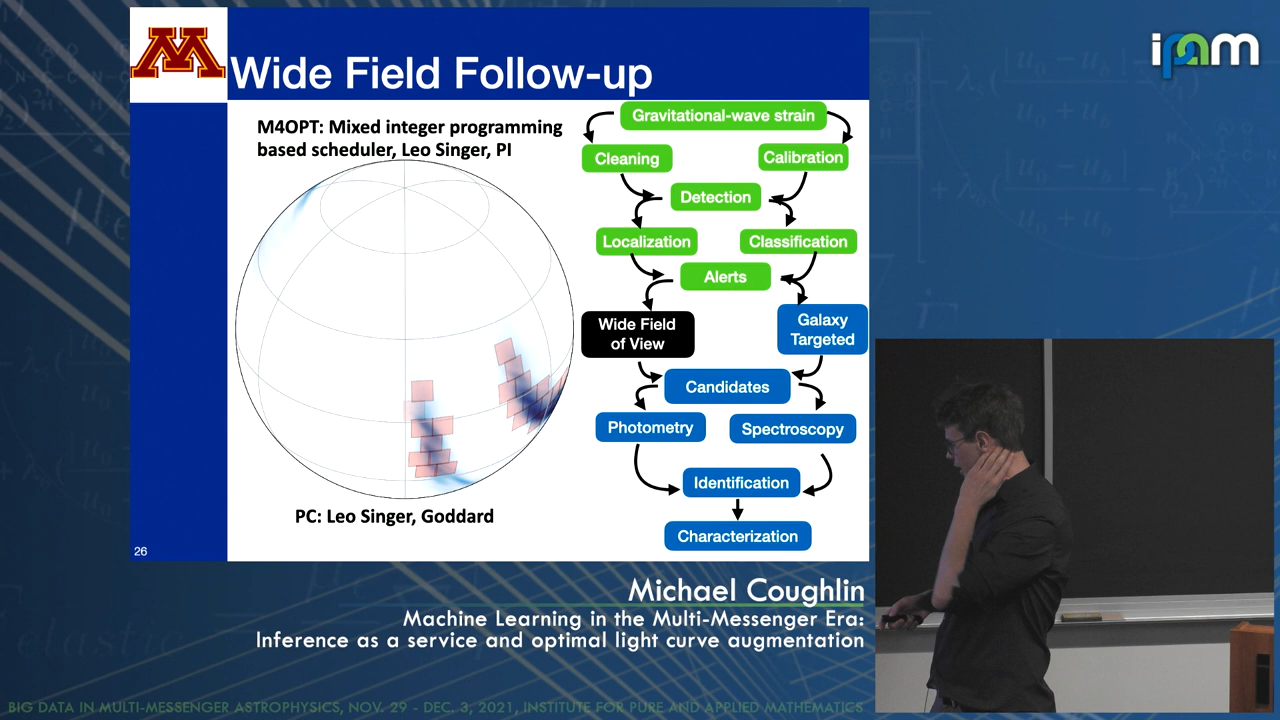 M
Wide Field Follow-up
ipam
M4OPT: Mixed integer programming
based scheduler, Leo Singer, PI
Gravitational-wave strain
Cleaning
Calibration
Detection
Localization
Classification
Alerts
Wide Field
of View
Galaxy
Targeted
Candidates
Photometry
Spectroscopy
Identification
Characterization
PC: Leo Singer, Goddard
26
Michael Coughlin
Machine Learning in the Multi-Messenger Era:
Inference as a service and optimal light curve augmentation
BIG DATA IN MULTI-MESSENGER ASTROPHYSICS, NOV. 29 - DEC. 3, 2021, INSTITUTE FOR PURE AND APPLIED MATHEMATICS